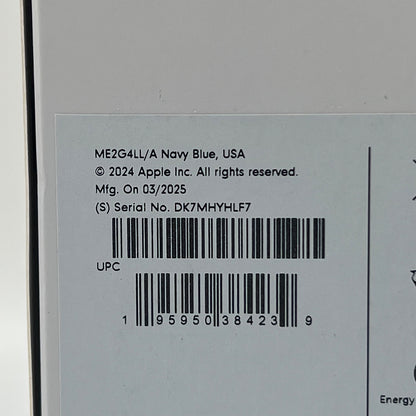 ME2G4LL/A Navy Blue, USA
© 2024 Apple Inc. All rights reserved.
Mfg. On 03/2025
(S) Serial No. DK7MHYHLF7
UPC
1 95950 38423 9
Energy